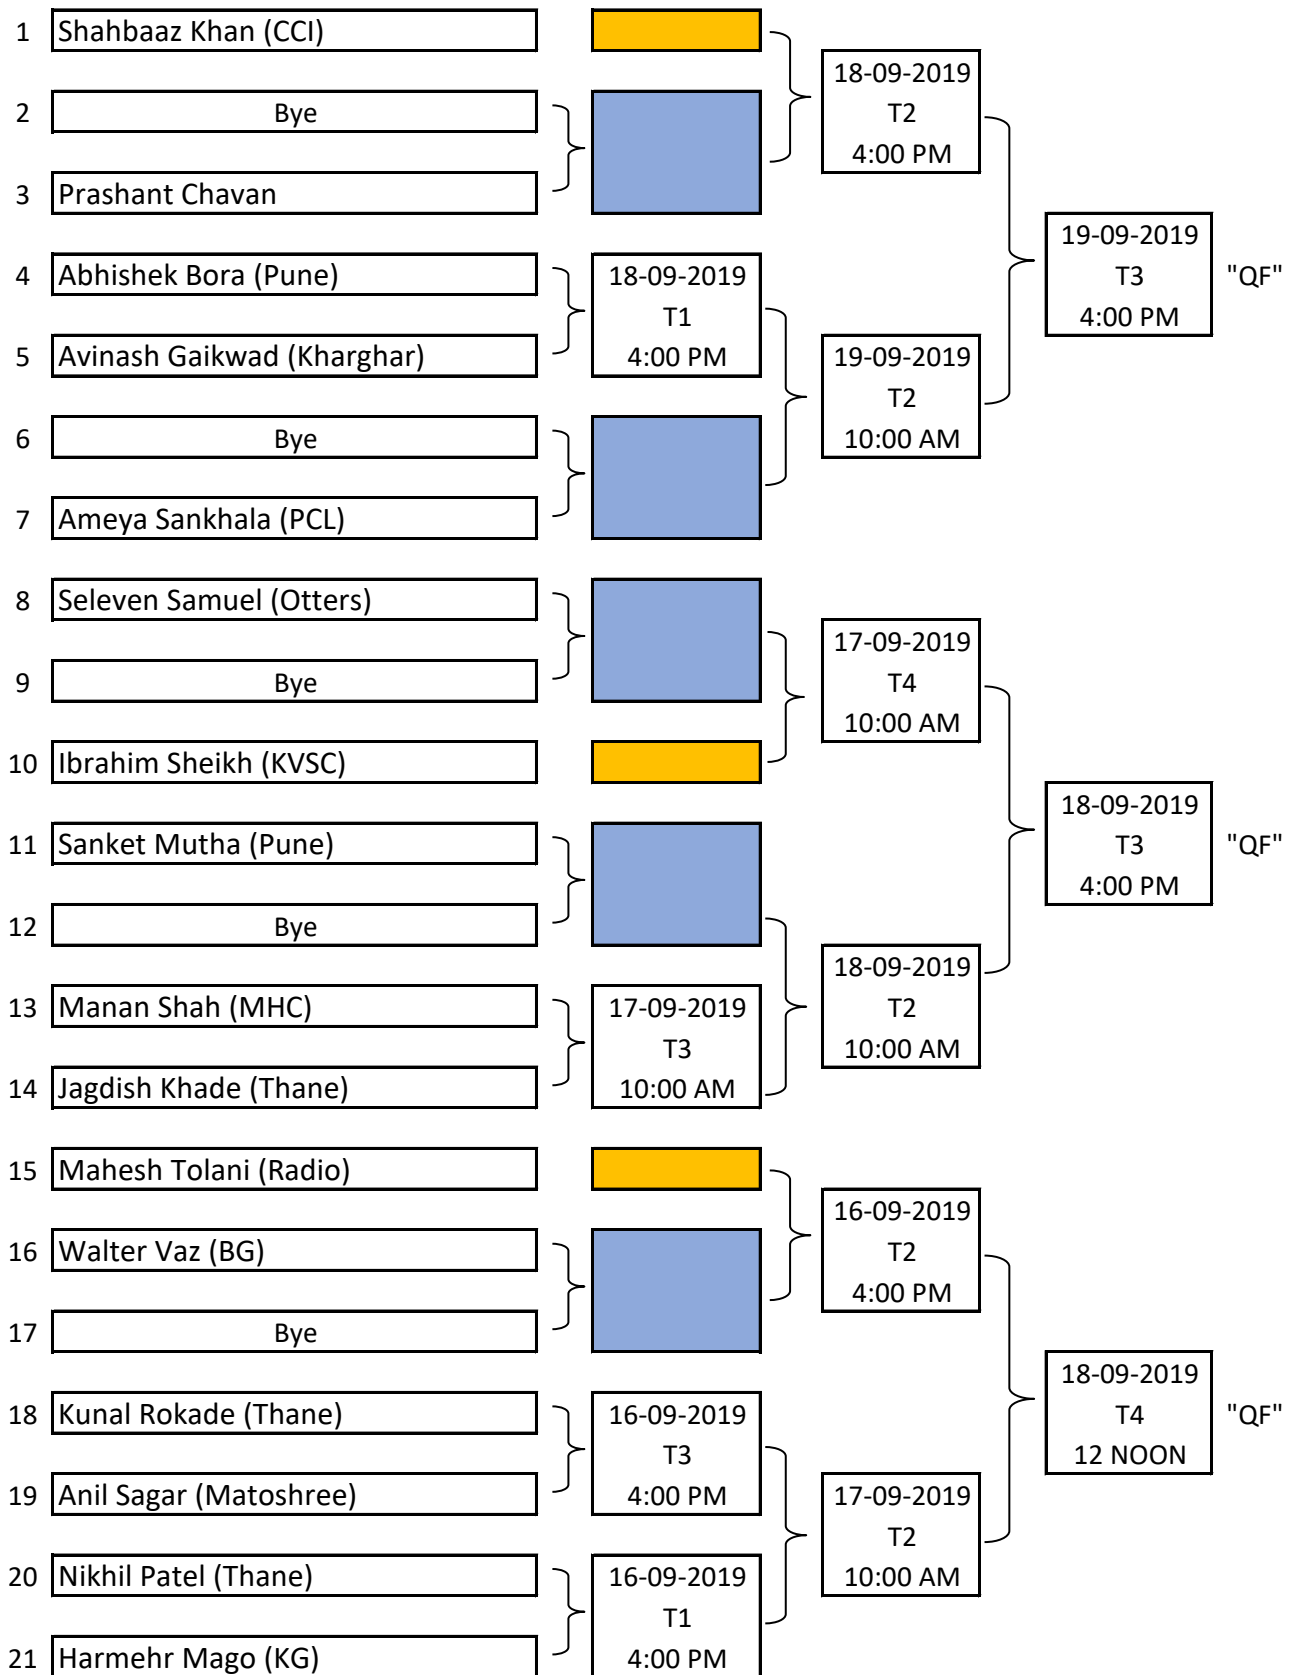 1 Shahbaaz Khan (CCI)
18-09-2019
2 Bye T2
4:00 PM
3 Prashant Chavan
19-09-2019
4 Abhishek Bora (Pune) 18-09-2019 T3 "QF"
T1 4:00 PM
5 Avinash Gaikwad (Kharghar) 4:00 PM 19-09-2019
T2
6 Bye 10:00 AM
7 Ameya Sankhala (PCL)
8 Seleven Samuel (Otters)
17-09-2019
9 Bye T4
10:00 AM
10 Ibrahim Sheikh (KVSC)
18-09-2019
11 Sanket Mutha (Pune) T3 "QF"
4:00 PM
12 Bye
18-09-2019
13 Manan Shah (MHC) 17-09-2019 T2
T3 10:00 AM
14 Jagdish Khade (Thane) 10:00 AM
15 Mahesh Tolani (Radio)
16-09-2019
16 Walter Vaz (BG) T2
4:00 PM
17 Bye
18-09-2019
18 Kunal Rokade (Thane) 16-09-2019 T4 "QF"
T3 12 NOON
19 Anil Sagar (Matoshree) 4:00 PM 17-09-2019
T2
20 Nikhil Patel (Thane) 16-09-2019 10:00 AM
T1
21 Harmehr Mago (KG) 4:00 PM